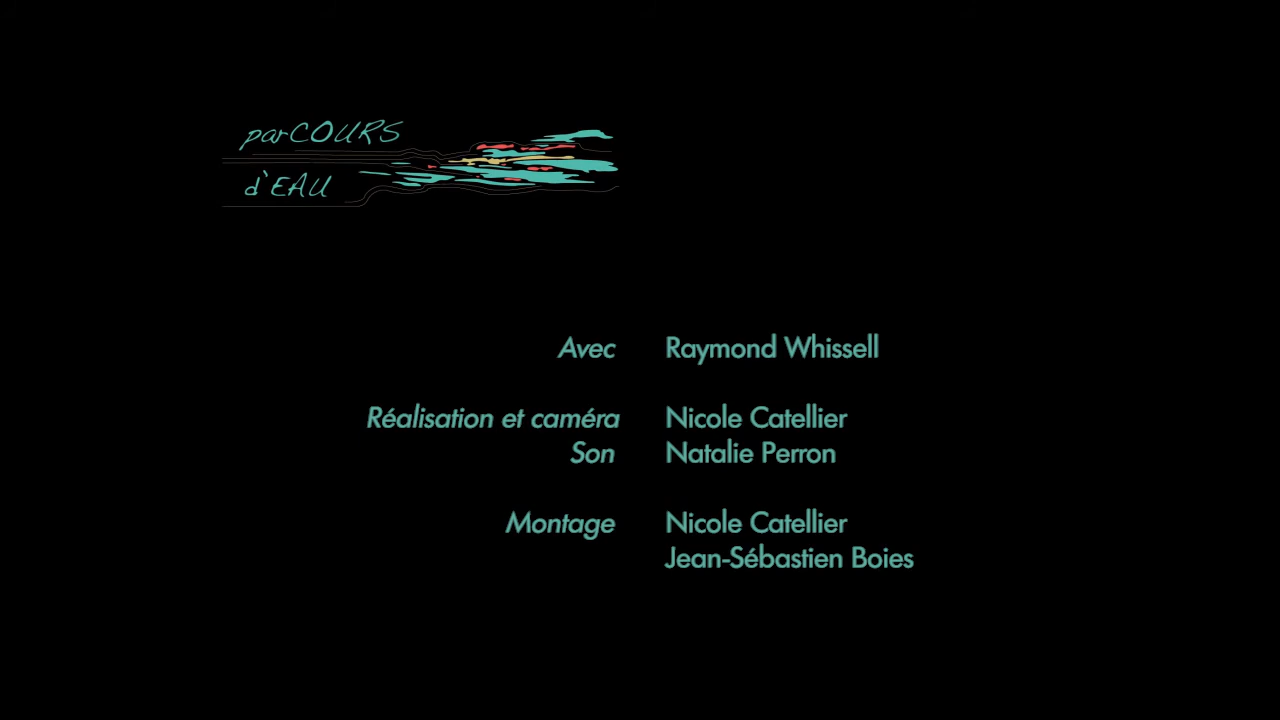 parCOURS
d'EAU
Avec Raymond Whissell
Réalisation et caméra Nicole Catellier
Son Natalie Perron
Montage Nicole Catellier
Jean-Sébastien Boies